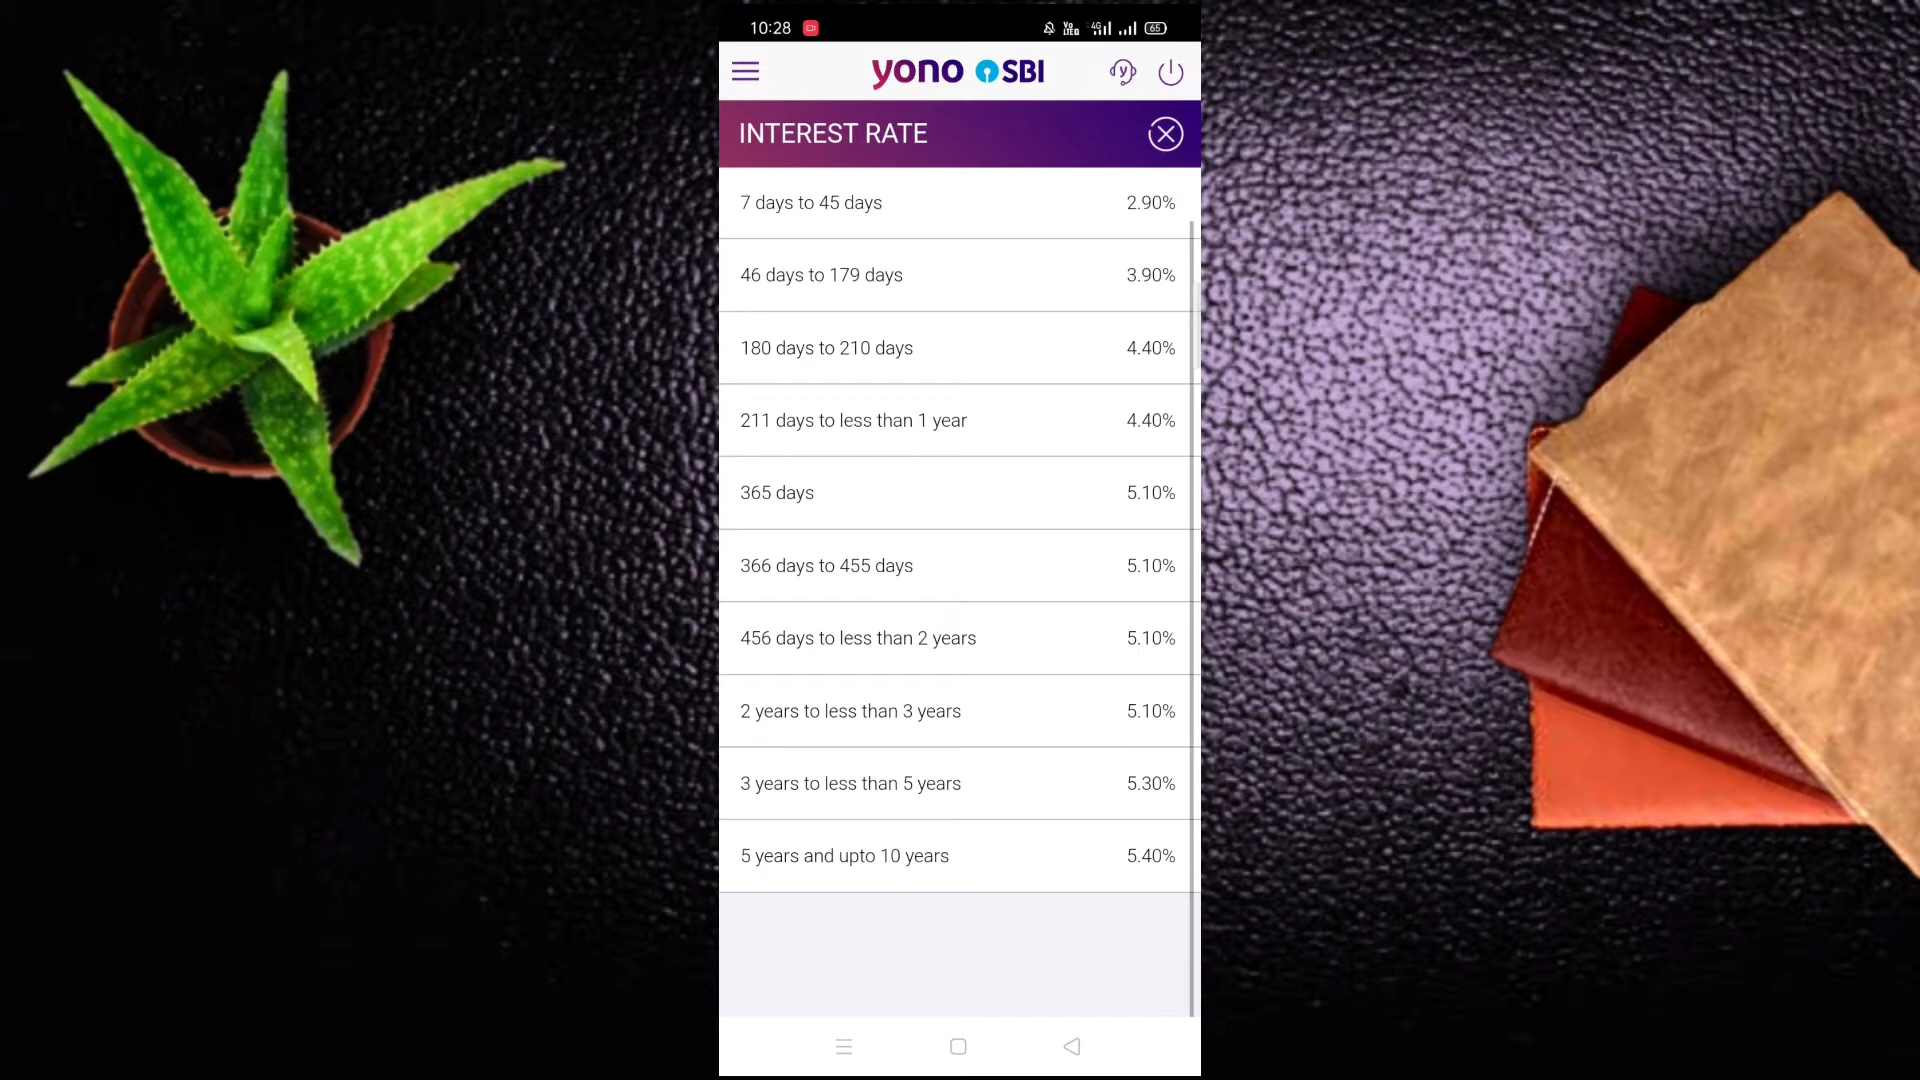 10:28 Vo LTED 4G 65
yono SBI
y
INTEREST RATE
7 days to 45 days 2.90%
46 days to 179 days 3.90%
180 days to 210 days 4.40%
211 days to less than 1 year 4.40%
365 days 5.10%
366 days to 455 days 5.10%
456 days to less than 2 years 5.10%
2 years to less than 3 years 5.10%
3 years to less than 5 years 5.30%
5 years and upto 10 years 5.40%